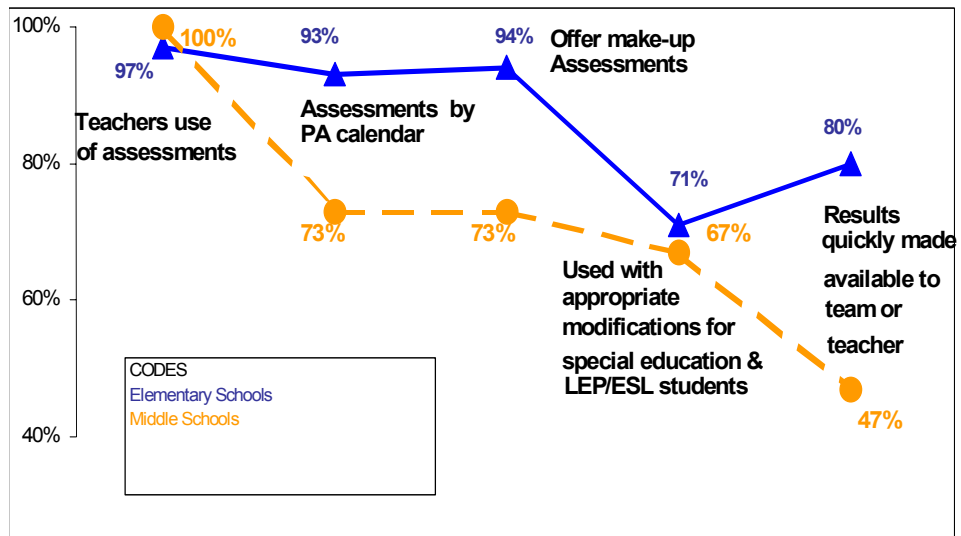 100%
100%
93%
94%
Offer make-up
Assessments
97%
Assessments by
PA calendar
Teachers use
of assessments
80%
80%
71%
73%
73%
67%
Results
quickly made
available to
team or
teacher
Used with
appropriate
modifications for
special education &
LEP/ESL students
60%
CODES
Elementary Schools
Middle Schools
40%
47%